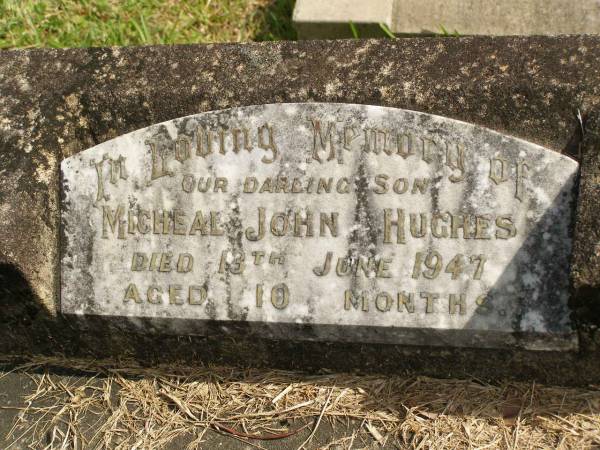 In Loving Memory of
OUR DARLING SON
MICHEAL JOHN HUGHES
DIED 13TH JUNE 1947
AGED 10 MONTHS.